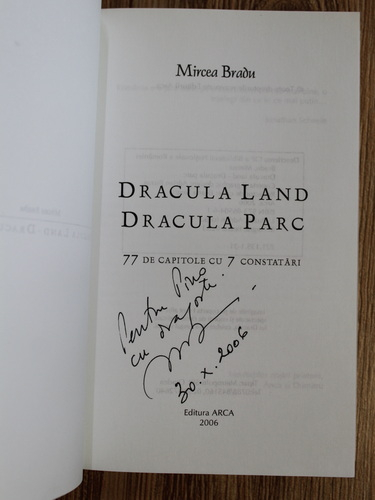 Mircea Bradu
DRACULA LAND
DRACULA PARC
77 DE CAPITOLE CU 7 CONSTATĂRI
Pentru Pino
cu dragoste.
30.X.2006
Editura ARCA
2006